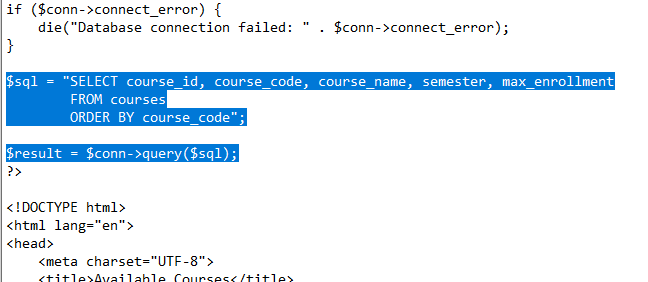 if ($conn->connect_error) {
    die("Database connection failed: " . $conn->connect_error);
}

$sql = "SELECT course_id, course_code, course_name, semester, max_enrollment
        FROM courses
        ORDER BY course_code";

$result = $conn->query($sql);
?>

<!DOCTYPE html>
<html lang="en">
<head>
    <meta charset="UTF-8">
    <title>Available Courses</title>